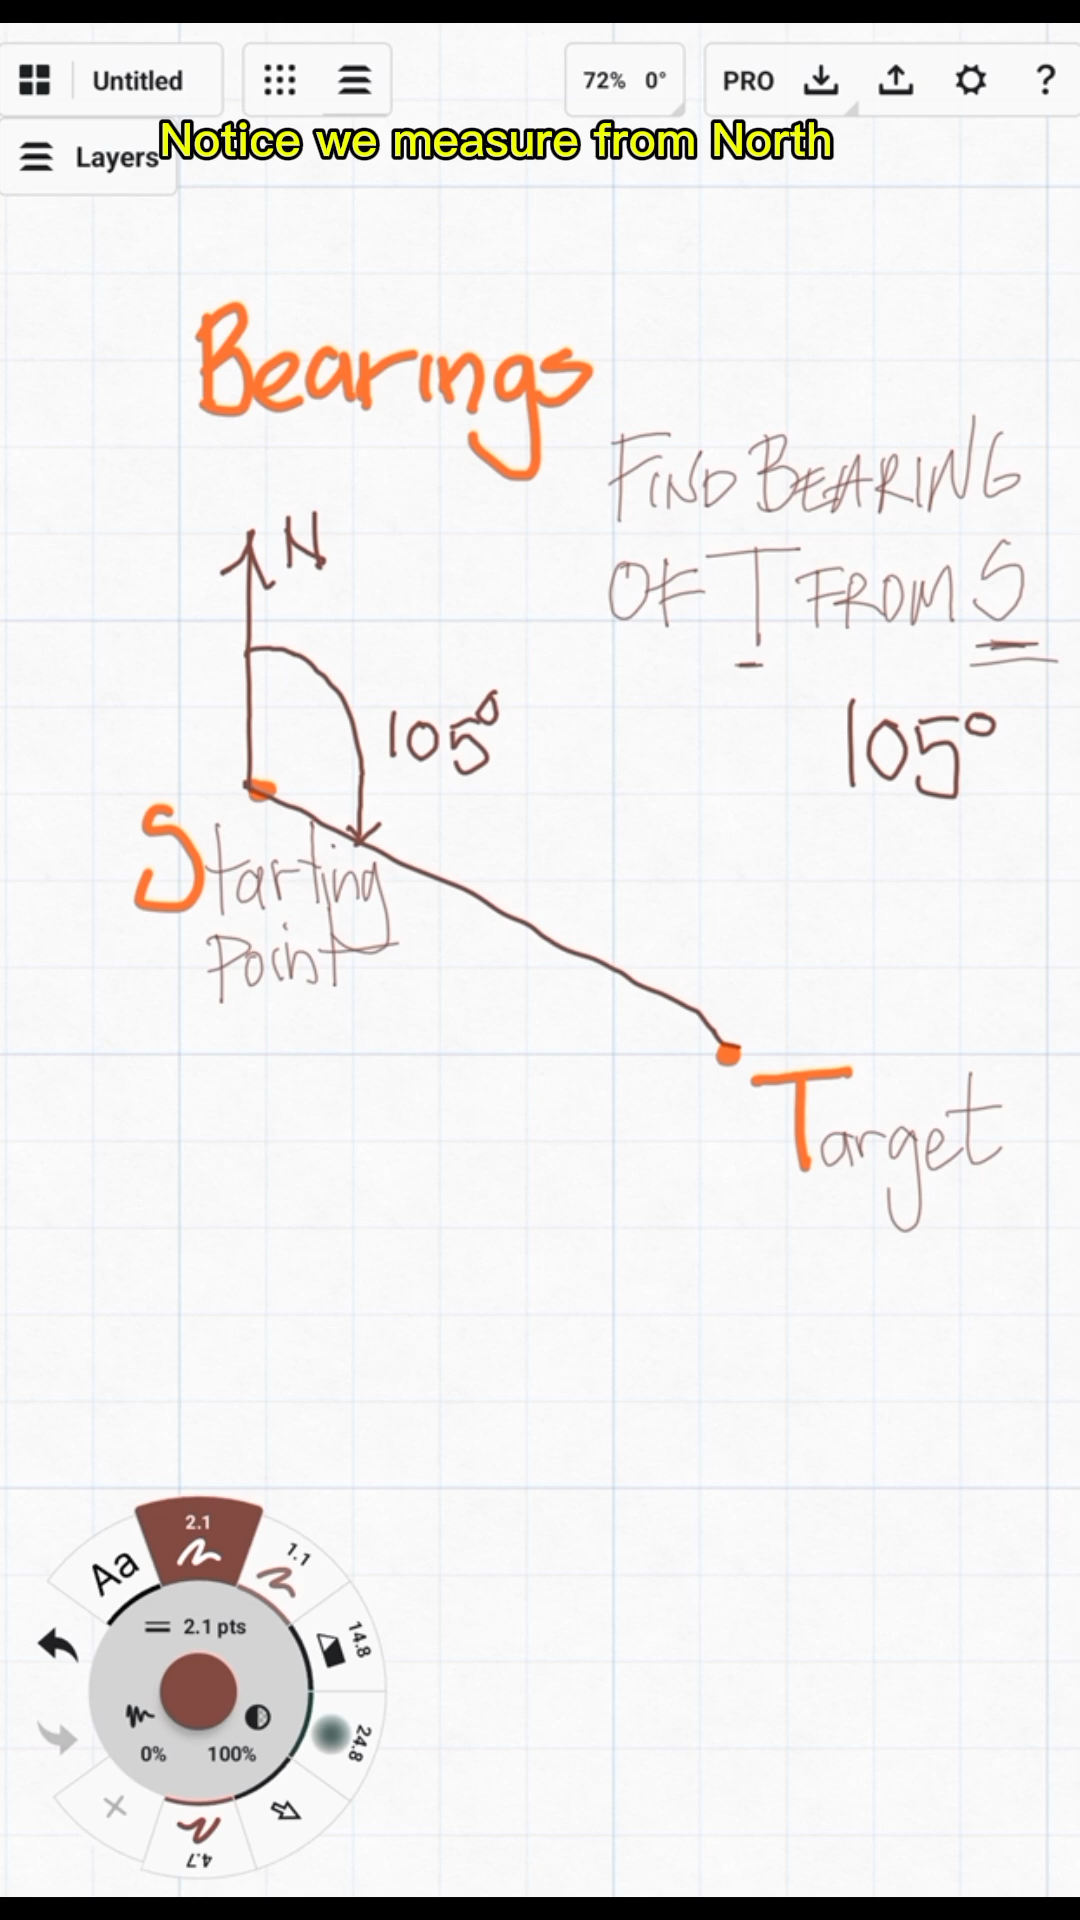 Untitled
72% 0°
PRO
?
Layers
Notice we measure from North
Bearings
FIND BEARING
OF T FROM S
N
105°
105°
Starting
Point
Target
2.1
Aa
1.1
2.1 pts
14.8
24.8
0% 100%
4.7